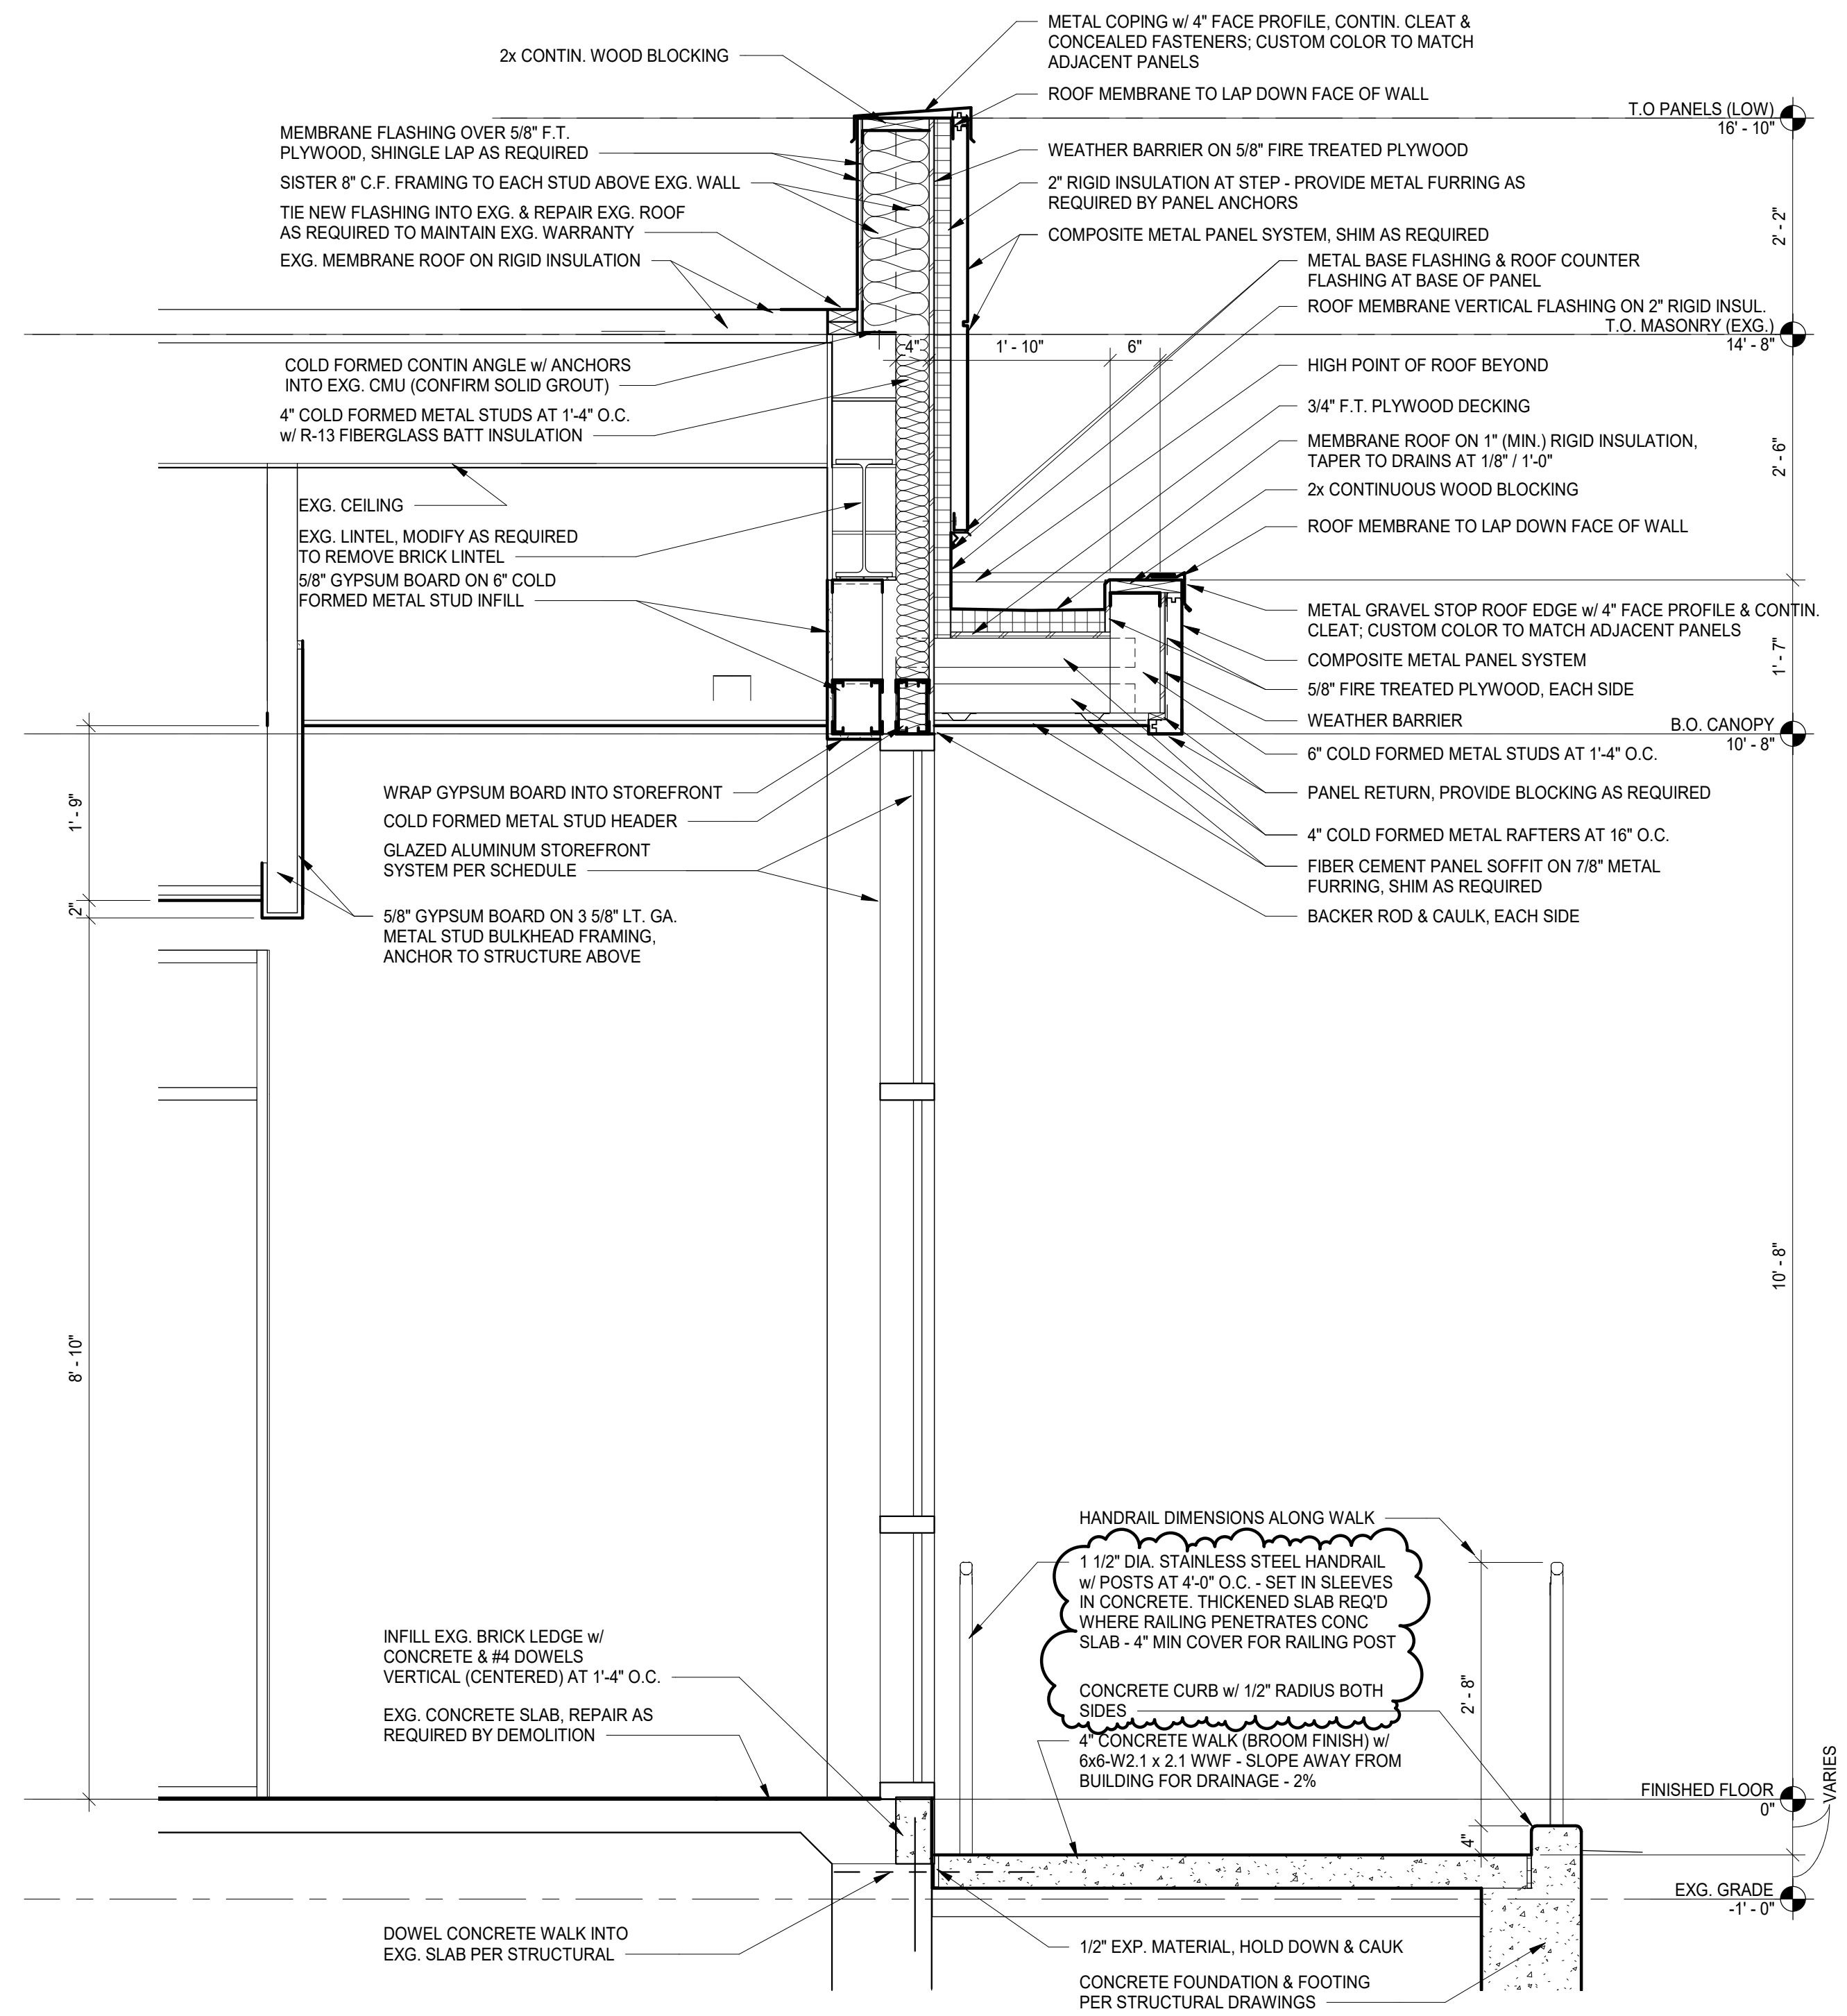 METAL COPING w/ 4" FACE PROFILE, CONTIN. CLEAT &
CONCEALED FASTENERS; CUSTOM COLOR TO MATCH
ADJACENT PANELS
2x CONTIN. WOOD BLOCKING
ROOF MEMBRANE TO LAP DOWN FACE OF WALL
T.O PANELS (LOW)
16' - 10"
MEMBRANE FLASHING OVER 5/8" F.T.
PLYWOOD, SHINGLE LAP AS REQUIRED
SISTER 8" C.F. FRAMING TO EACH STUD ABOVE EXG. WALL
TIE NEW FLASHING INTO EXG. & REPAIR EXG. ROOF
AS REQUIRED TO MAINTAIN EXG. WARRANTY
EXG. MEMBRANE ROOF ON RIGID INSULATION
WEATHER BARRIER ON 5/8" FIRE TREATED PLYWOOD
2" RIGID INSULATION AT STEP - PROVIDE METAL FURRING AS
REQUIRED BY PANEL ANCHORS
COMPOSITE METAL PANEL SYSTEM, SHIM AS REQUIRED
METAL BASE FLASHING & ROOF COUNTER
FLASHING AT BASE OF PANEL
ROOF MEMBRANE VERTICAL FLASHING ON 2" RIGID INSUL.
2' - 2"
T.O. MASONRY (EXG.)
14' - 8"
4"
1' - 10"
6"
COLD FORMED CONTIN ANGLE w/ ANCHORS
INTO EXG. CMU (CONFIRM SOLID GROUT)
4" COLD FORMED METAL STUDS AT 1'-4" O.C.
w/ R-13 FIBERGLASS BATT INSULATION
EXG. CEILING
EXG. LINTEL, MODIFY AS REQUIRED
TO REMOVE BRICK LINTEL
5/8" GYPSUM BOARD ON 6" COLD
FORMED METAL STUD INFILL
HIGH POINT OF ROOF BEYOND
3/4" F.T. PLYWOOD DECKING
MEMBRANE ROOF ON 1" (MIN.) RIGID INSULATION,
TAPER TO DRAINS AT 1/8" / 1'-0"
2x CONTINUOUS WOOD BLOCKING
ROOF MEMBRANE TO LAP DOWN FACE OF WALL
2' - 6"
METAL GRAVEL STOP ROOF EDGE w/ 4" FACE PROFILE & CONTIN.
CLEAT; CUSTOM COLOR TO MATCH ADJACENT PANELS
COMPOSITE METAL PANEL SYSTEM
5/8" FIRE TREATED PLYWOOD, EACH SIDE
WEATHER BARRIER
1' - 7"
B.O. CANOPY
10' - 8"
6" COLD FORMED METAL STUDS AT 1'-4" O.C.
PANEL RETURN, PROVIDE BLOCKING AS REQUIRED
4" COLD FORMED METAL RAFTERS AT 16" O.C.
FIBER CEMENT PANEL SOFFIT ON 7/8" METAL
FURRING, SHIM AS REQUIRED
BACKER ROD & CAULK, EACH SIDE
WRAP GYPSUM BOARD INTO STOREFRONT
COLD FORMED METAL STUD HEADER
GLAZED ALUMINUM STOREFRONT
SYSTEM PER SCHEDULE
5/8" GYPSUM BOARD ON 3 5/8" LT. GA.
METAL STUD BULKHEAD FRAMING,
ANCHOR TO STRUCTURE ABOVE
1' - 9"
2"
8' - 10"
10' - 8"
HANDRAIL DIMENSIONS ALONG WALK
1 1/2" DIA. STAINLESS STEEL HANDRAIL
w/ POSTS AT 4'-0" O.C. - SET IN SLEEVES
IN CONCRETE. THICKENED SLAB REQ'D
WHERE RAILING PENETRATES CONC
SLAB - 4" MIN COVER FOR RAILING POST
CONCRETE CURB w/ 1/2" RADIUS BOTH
SIDES
4" CONCRETE WALK (BROOM FINISH) w/
6x6-W2.1 x 2.1 WWF - SLOPE AWAY FROM
BUILDING FOR DRAINAGE - 2%
2' - 8"
4"
INFILL EXG. BRICK LEDGE w/
CONCRETE & #4 DOWELS
VERTICAL (CENTERED) AT 1'-4" O.C.
EXG. CONCRETE SLAB, REPAIR AS
REQUIRED BY DEMOLITION
FINISHED FLOOR
0"
VARIES
EXG. GRADE
-1' - 0"
DOWEL CONCRETE WALK INTO
EXG. SLAB PER STRUCTURAL
1/2" EXP. MATERIAL, HOLD DOWN & CAUK
CONCRETE FOUNDATION & FOOTING
PER STRUCTURAL DRAWINGS